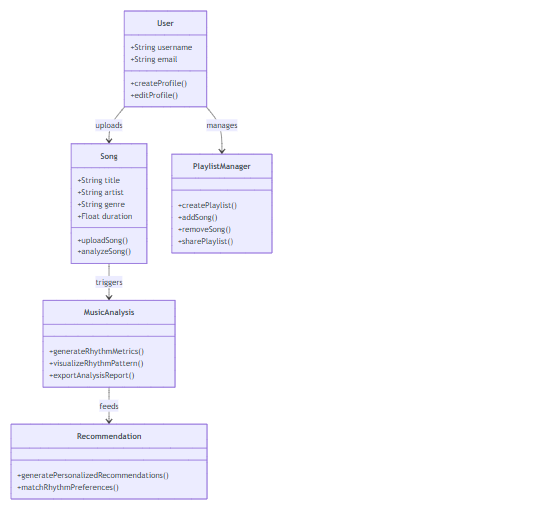 User
+String username
+String email
+createProfile()
+editProfile()
uploads
manages
Song
+String title
+String artist
+String genre
+Float duration
+uploadSong()
+analyzeSong()
PlaylistManager
+createPlaylist()
+addSong()
+removeSong()
+sharePlaylist()
triggers
MusicAnalysis
+generateRhythmMetrics()
+visualizeRhythmPattern()
+exportAnalysisReport()
feeds
Recommendation
+generatePersonalizedRecommendations()
+matchRhythmPreferences()